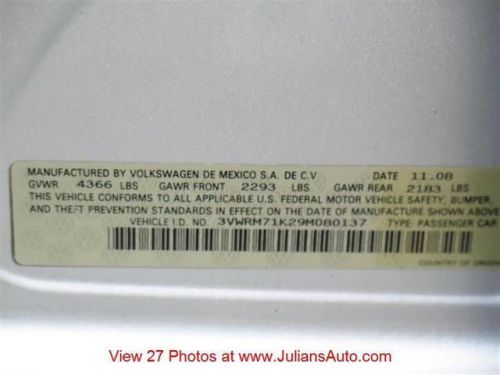 MANUFACTURED BY VOLKSWAGEN DE MEXICO S.A. DE C.V DATE 11.08
GVWR 4366 LBS GAWR FRONT 2293 LBS GAWR REAR 2183 LBS
THIS VEHICLE CONFORMS TO ALL APPLICABLE U.S. FEDERAL MOTOR VEHICLE SAFETY, BUMPER,
AND THEFT PREVENTION STANDARDS IN EFFECT ON THE DATE OF MANUFACTURE SHOWN ABOVE
VEHICLE I.D. NO. 3VWRM71K29M080137 TYPE: PASSENGER CAR
COUNTRY OF ORIGIN
View 27 Photos at www.JuliansAuto.com